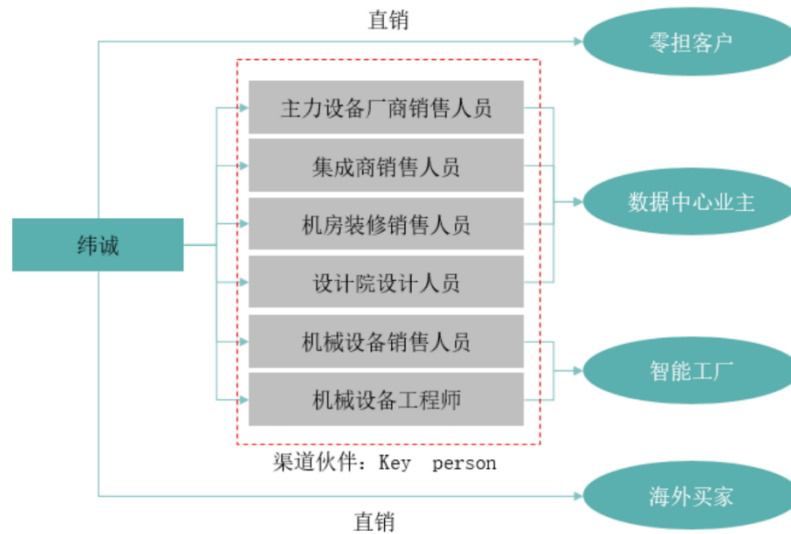 直销
零担客户
主力设备厂商销售人员
集成商销售人员
机房装修销售人员
数据中心业主
纬诚
设计院设计人员
机械设备销售人员
智能工厂
机械设备工程师
渠道伙伴：Key person
海外买家
直销